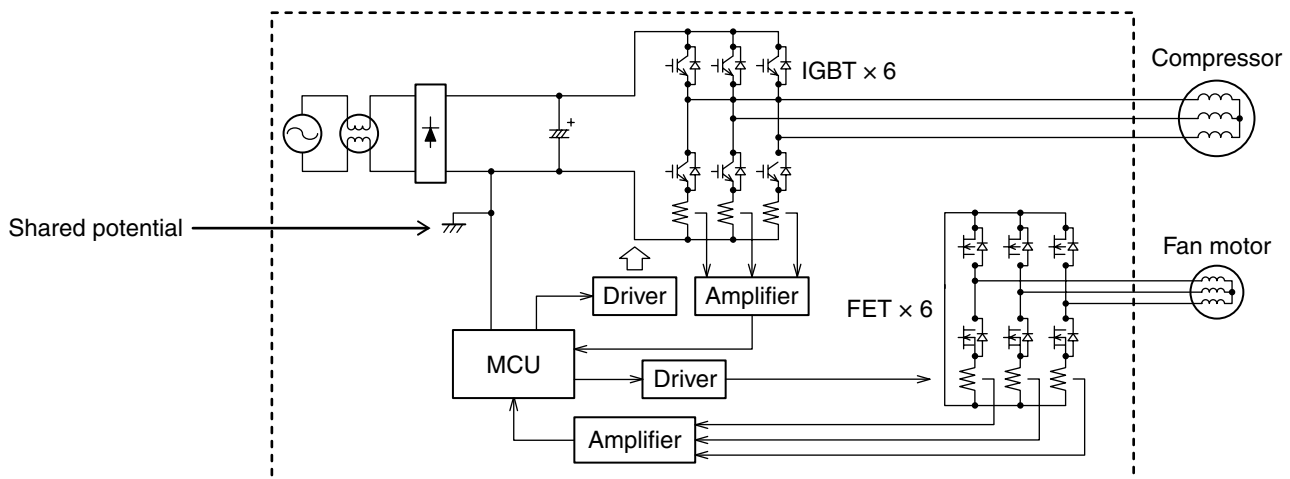 IGBT × 6
Compressor
Shared potential
Fan motor
Driver
Amplifier
FET × 6
MCU
Driver
Amplifier
+